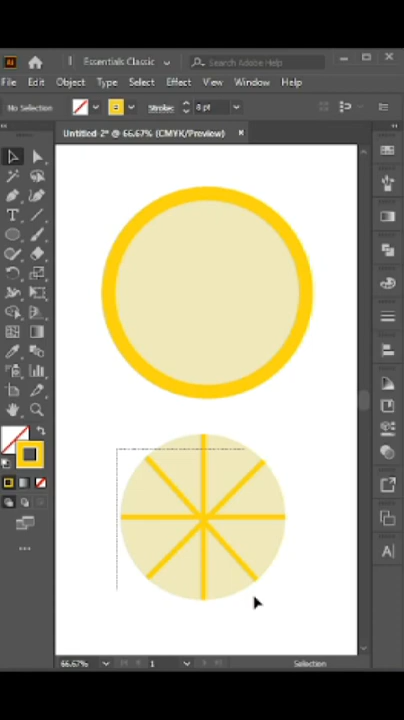 Ai Essentials Classic Search Adobe Help
File Edit Object Type Select Effect View Window Help
No Selection Stroke: 8 pt
Untitled-2* @ 66.67% (CMYK/Preview) ×
T
A
66.67% 1 Selection